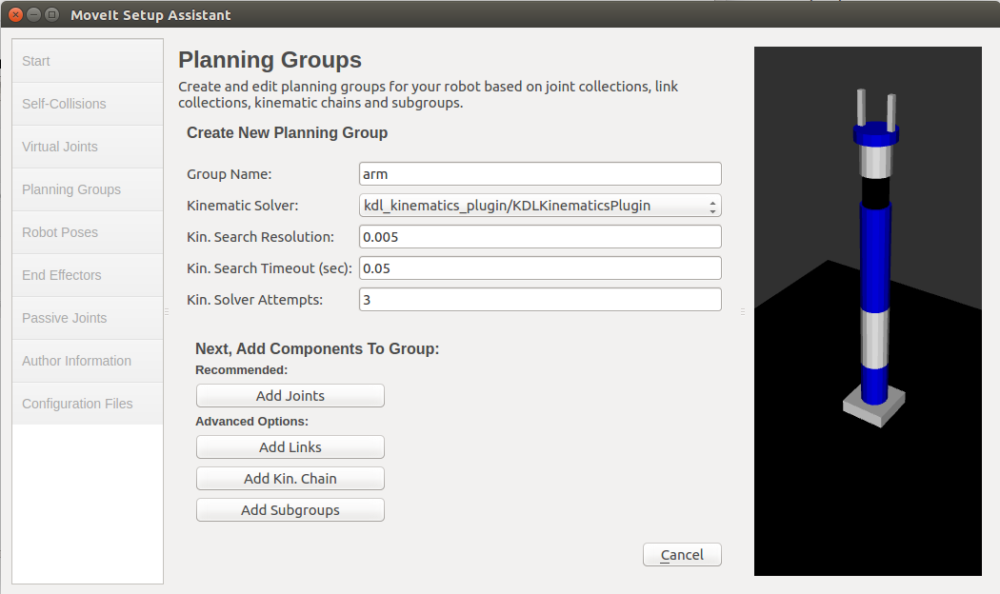 MoveIt Setup Assistant
Start
Self-Collisions
Virtual Joints
Planning Groups
Robot Poses
End Effectors
Passive Joints
Author Information
Configuration Files
Planning Groups
Create and edit planning groups for your robot based on joint collections, link
collections, kinematic chains and subgroups.
Create New Planning Group
Group Name: arm
Kinematic Solver: kdl_kinematics_plugin/KDLKinematicsPlugin
Kin. Search Resolution: 0.005
Kin. Search Timeout (sec): 0.05
Kin. Solver Attempts: 3
Next, Add Components To Group:
Recommended:
Add Joints
Advanced Options:
Add Links
Add Kin. Chain
Add Subgroups
Cancel